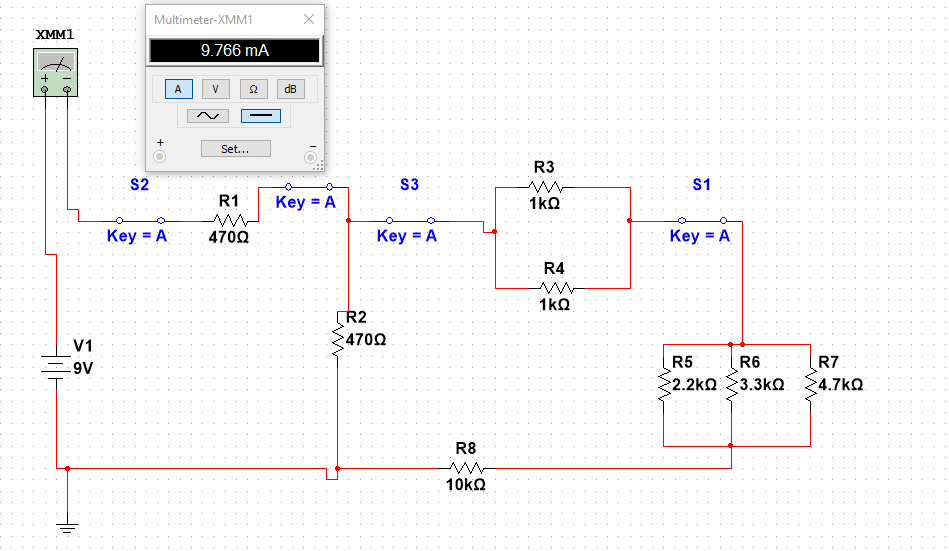 Multimeter-XMM1
XMM1
9.766 mA
A V Ω dB
Set...
+ −
S2
Key = A
R1
470Ω
Key = A
S3
Key = A
R3
1kΩ
R4
1kΩ
S1
Key = A
R2
470Ω
V1
9V
R5
2.2kΩ
R6
3.3kΩ
R7
4.7kΩ
R8
10kΩ